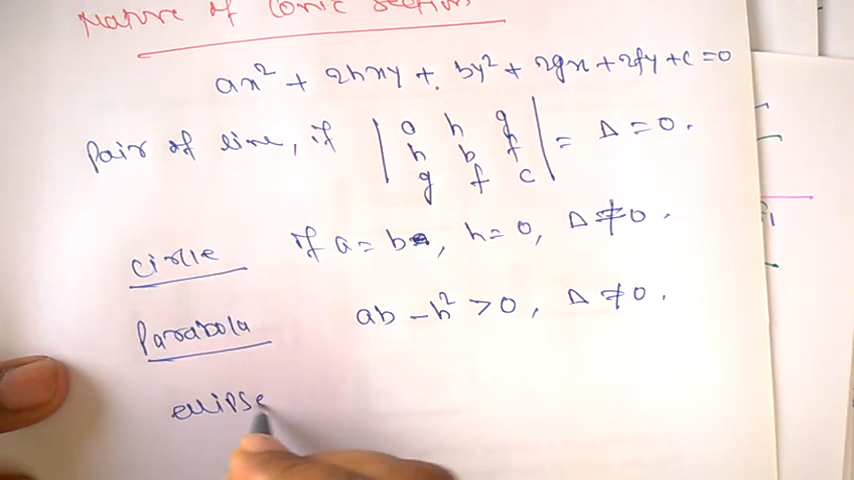 Nature of Conic Section
ax² + 2hxy + by² + 2gx + 2fy + c = 0
Pair of line, if | a h g | = Δ = 0.
h b f
g f c
Circle if a = b, h = 0, Δ ≠ 0.
Parabola ab - h² > 0, Δ ≠ 0.
ellipse